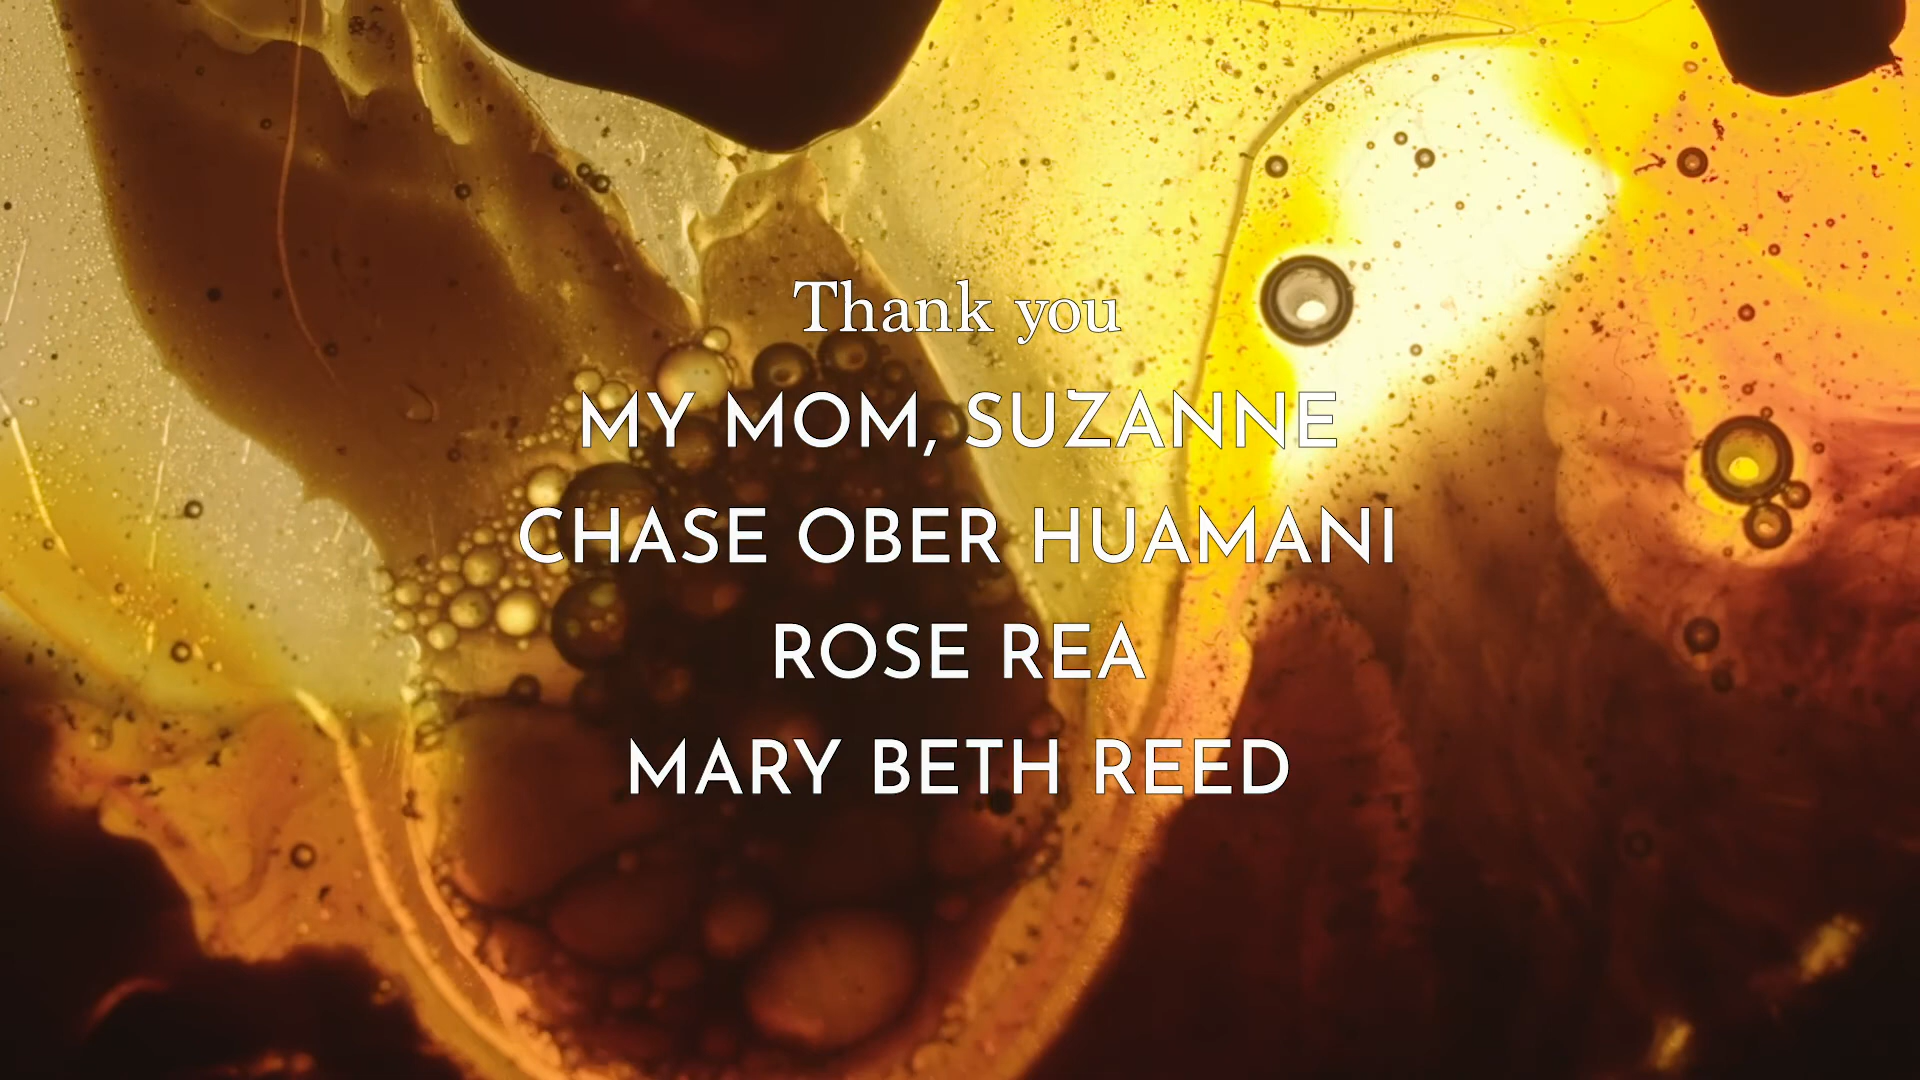 Thank you
MY MOM, SUZANNE
CHASE OBER HUAMANI
ROSE REA
MARY BETH REED